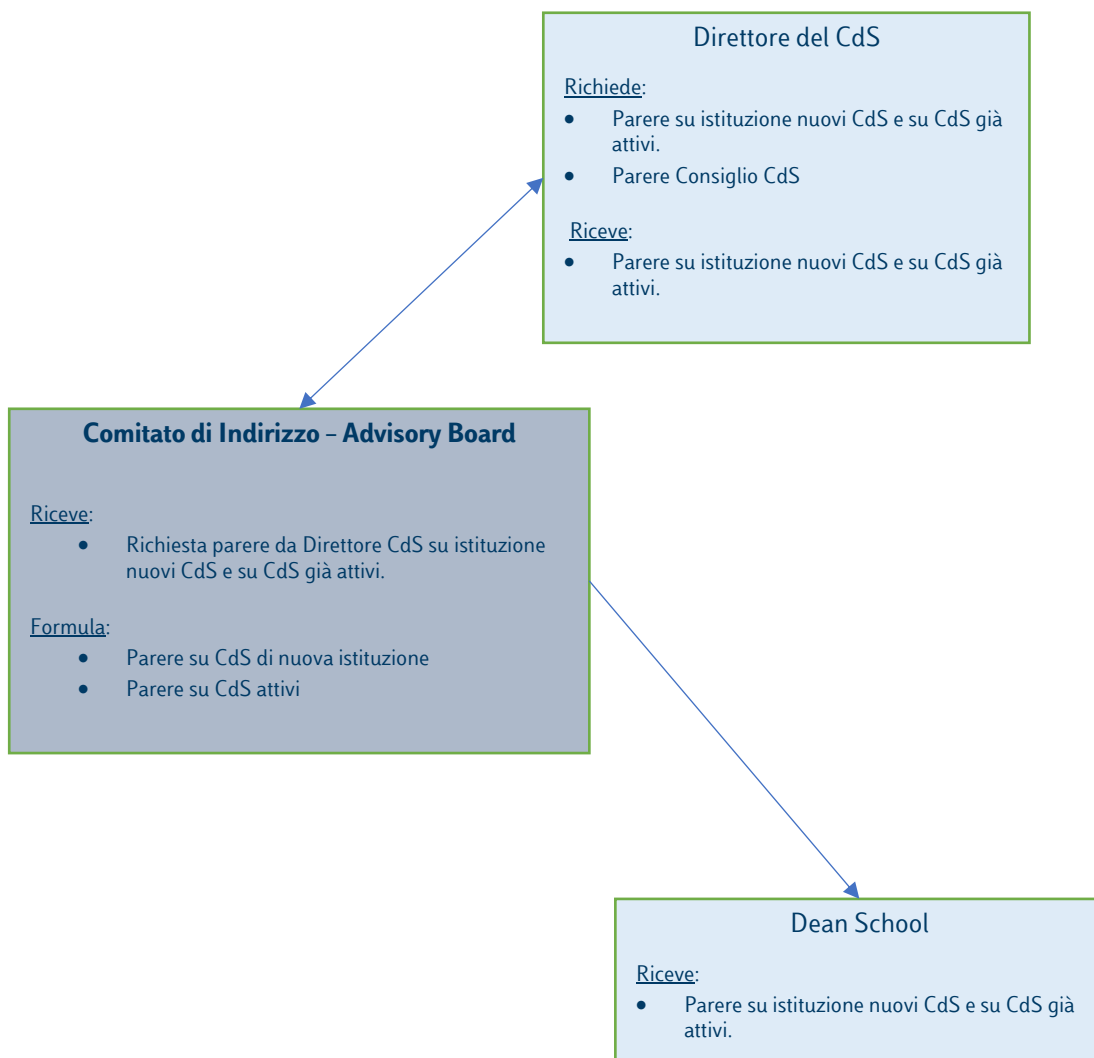 Direttore del CdS
Richiede:
• Parere su istituzione nuovi CdS e su CdS già
attivi.
• Parere Consiglio CdS
Riceve:
• Parere su istituzione nuovi CdS e su CdS già
attivi.
Comitato di Indirizzo – Advisory Board
Riceve:
• Richiesta parere da Direttore CdS su istituzione
nuovi CdS e su CdS già attivi.
Formula:
• Parere su CdS di nuova istituzione
• Parere su CdS attivi
Dean School
Riceve:
• Parere su istituzione nuovi CdS e su CdS già
attivi.